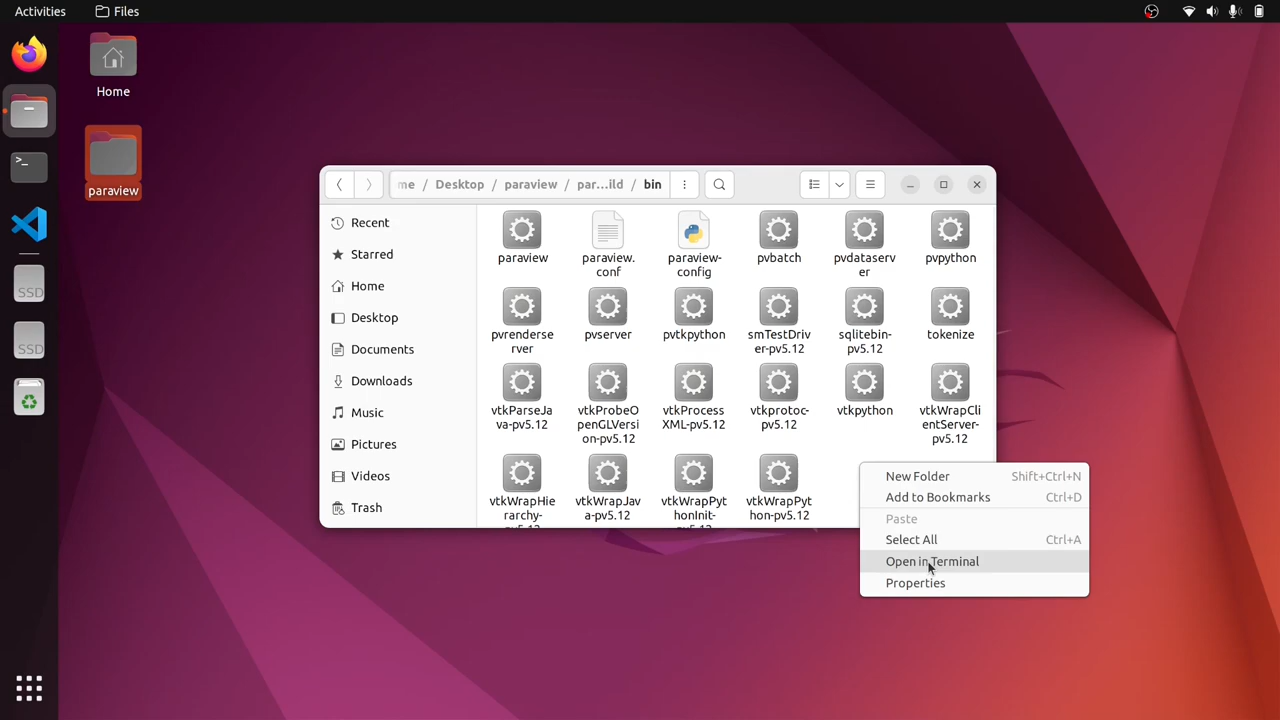 Activities
Files
Home
paraview
SSD
SSD
me / Desktop / paraview / par...ild / bin
Recent
Starred
Home
Desktop
Documents
Downloads
Music
Pictures
Videos
Trash
paraview
paraview.
conf
paraview-
config
pvbatch
pvdataserv
er
pvpython
pvrenderse
rver
pvserver
pvtkpython
smTestDriv
er-pv5.12
sqlitebin-
pv5.12
tokenize
vtkParseJa
va-pv5.12
vtkProbeO
penGLVersi
on-pv5.12
vtkProcess
XML-pv5.12
vtkprotoc-
pv5.12
vtkpython
vtkWrapCli
entServer-
pv5.12
vtkWrapHie
rarchy-
pv5.12
vtkWrapJav
a-pv5.12
vtkWrapPyt
honInit-
pv5.12
vtkWrapPyt
hon-pv5.12
New Folder Shift+Ctrl+N
Add to Bookmarks Ctrl+D
Paste
Select All Ctrl+A
Open in Terminal
Properties